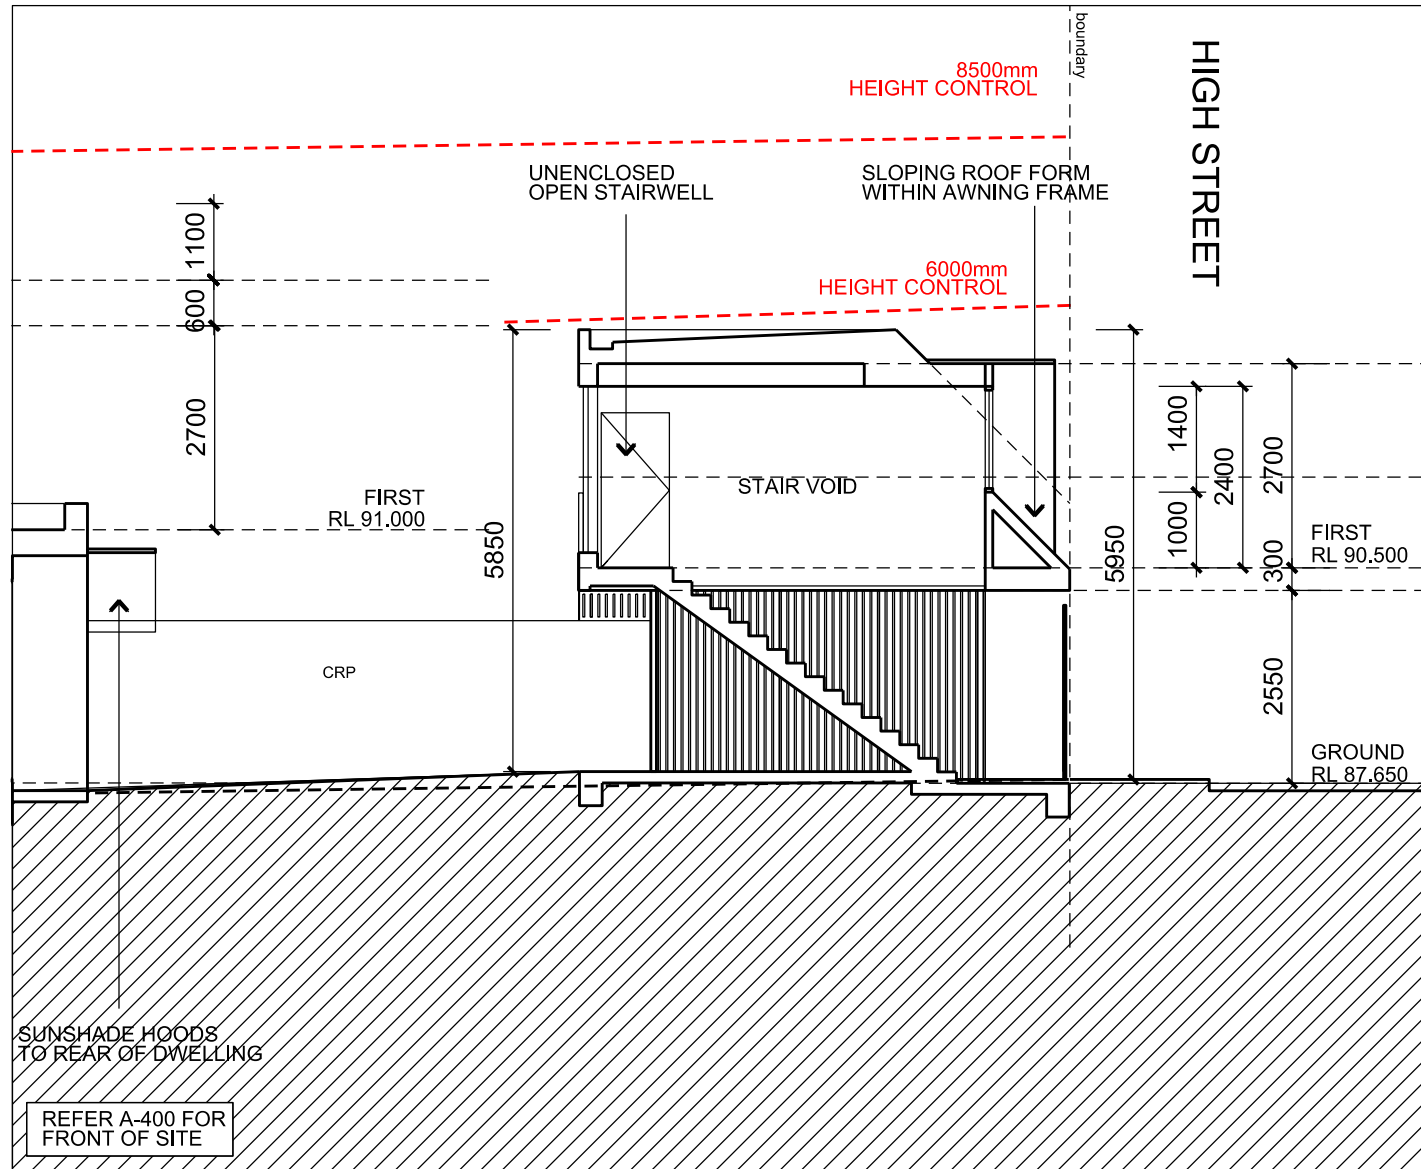 boundary
HIGH STREET
8500mm
HEIGHT CONTROL
UNENCLOSED
OPEN STAIRWELL
SLOPING ROOF FORM
WITHIN AWNING FRAME
1100
600
2700
6000mm
HEIGHT CONTROL
FIRST
RL 91.000
5850
STAIR VOID
5950
1400
1000
2400
2700
300
2550
FIRST
RL 90.500
GROUND
RL 87.650
CRP
SUNSHADE HOODS
TO REAR OF DWELLING
REFER A-400 FOR
FRONT OF SITE